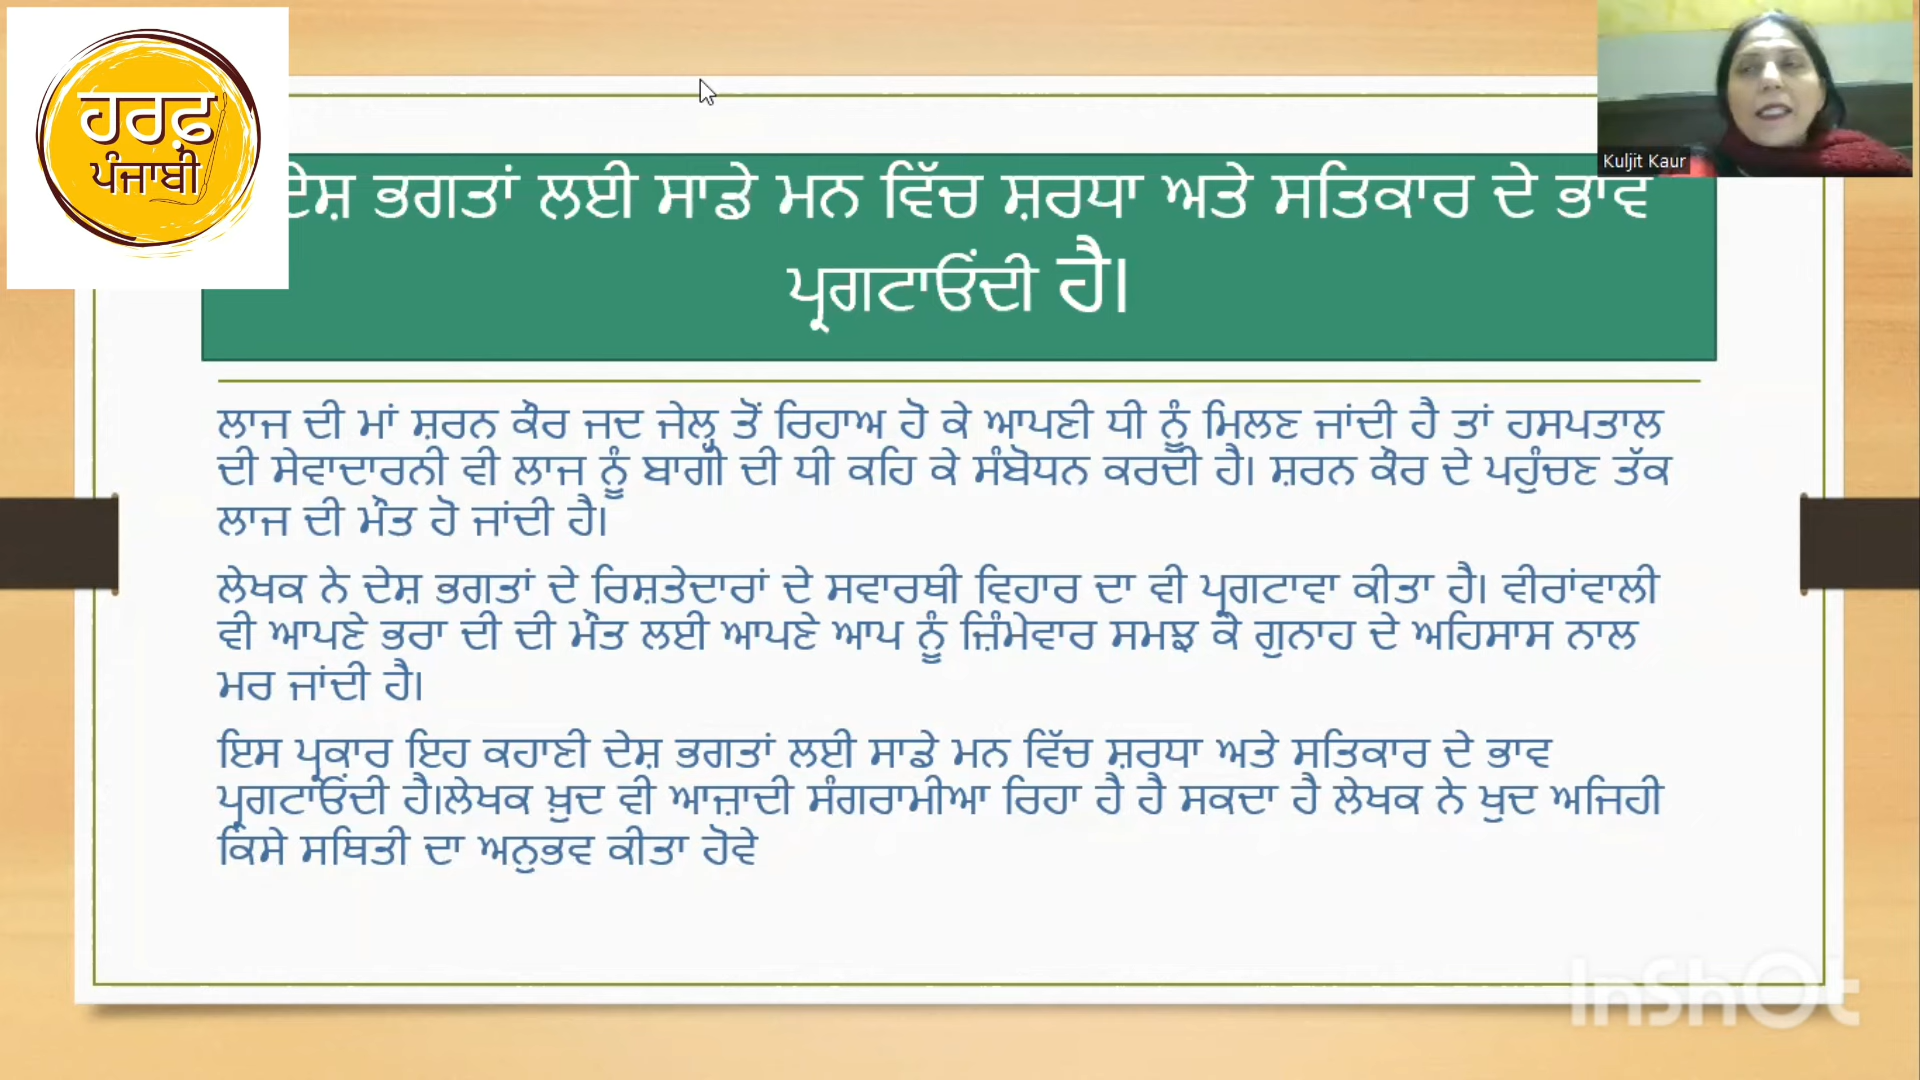 ਹਰਫ਼
ਪੰਜਾਬੀ
Kuljit Kaur
ਦੇਸ਼ ਭਗਤਾਂ ਲਈ ਸਾਡੇ ਮਨ ਵਿੱਚ ਸ਼ਰਧਾ ਅਤੇ ਸਤਿਕਾਰ ਦੇ ਭਾਵ
ਪ੍ਰਗਟਾਓਂਦੀ ਹੈ।
ਲਾਜ ਦੀ ਮਾਂ ਸ਼ਰਨ ਕੌਰ ਜਦ ਜੇਲ੍ਹ ਤੋਂ ਰਿਹਾਅ ਹੋ ਕੇ ਆਪਣੀ ਧੀ ਨੂੰ ਮਿਲਣ ਜਾਂਦੀ ਹੈ ਤਾਂ ਹਸਪਤਾਲ
ਦੀ ਸੇਵਾਦਾਰਨੀ ਵੀ ਲਾਜ ਨੂੰ ਬਾਗੀ ਦੀ ਧੀ ਕਹਿ ਕੇ ਸੰਬੋਧਨ ਕਰਦੀ ਹੈ। ਸ਼ਰਨ ਕੌਰ ਦੇ ਪਹੁੰਚਣ ਤੱਕ
ਲਾਜ ਦੀ ਮੌਤ ਹੋ ਜਾਂਦੀ ਹੈ।
ਲੇਖਕ ਨੇ ਦੇਸ਼ ਭਗਤਾਂ ਦੇ ਰਿਸ਼ਤੇਦਾਰਾਂ ਦੇ ਸਵਾਰਥੀ ਵਿਹਾਰ ਦਾ ਵੀ ਪ੍ਰਗਟਾਵਾ ਕੀਤਾ ਹੈ। ਵੀਰਾਂਵਾਲੀ
ਵੀ ਆਪਣੇ ਭਰਾ ਦੀ ਦੀ ਮੌਤ ਲਈ ਆਪਣੇ ਆਪ ਨੂੰ ਜ਼ਿੰਮੇਵਾਰ ਸਮਝ ਕੇ ਗੁਨਾਹ ਦੇ ਅਹਿਸਾਸ ਨਾਲ
ਮਰ ਜਾਂਦੀ ਹੈ।
ਇਸ ਪ੍ਰਕਾਰ ਇਹ ਕਹਾਣੀ ਦੇਸ਼ ਭਗਤਾਂ ਲਈ ਸਾਡੇ ਮਨ ਵਿੱਚ ਸ਼ਰਧਾ ਅਤੇ ਸਤਿਕਾਰ ਦੇ ਭਾਵ
ਪ੍ਰਗਟਾਓਂਦੀ ਹੈ।ਲੇਖਕ ਖ਼ੁਦ ਵੀ ਆਜ਼ਾਦੀ ਸੰਗਰਾਮੀਆ ਰਿਹਾ ਹੈ ਹੈ ਸਕਦਾ ਹੈ ਲੇਖਕ ਨੇ ਖੁਦ ਅਜਿਹੀ
ਕਿਸੇ ਸਥਿਤੀ ਦਾ ਅਨੁਭਵ ਕੀਤਾ ਹੋਵੇ
InShOt